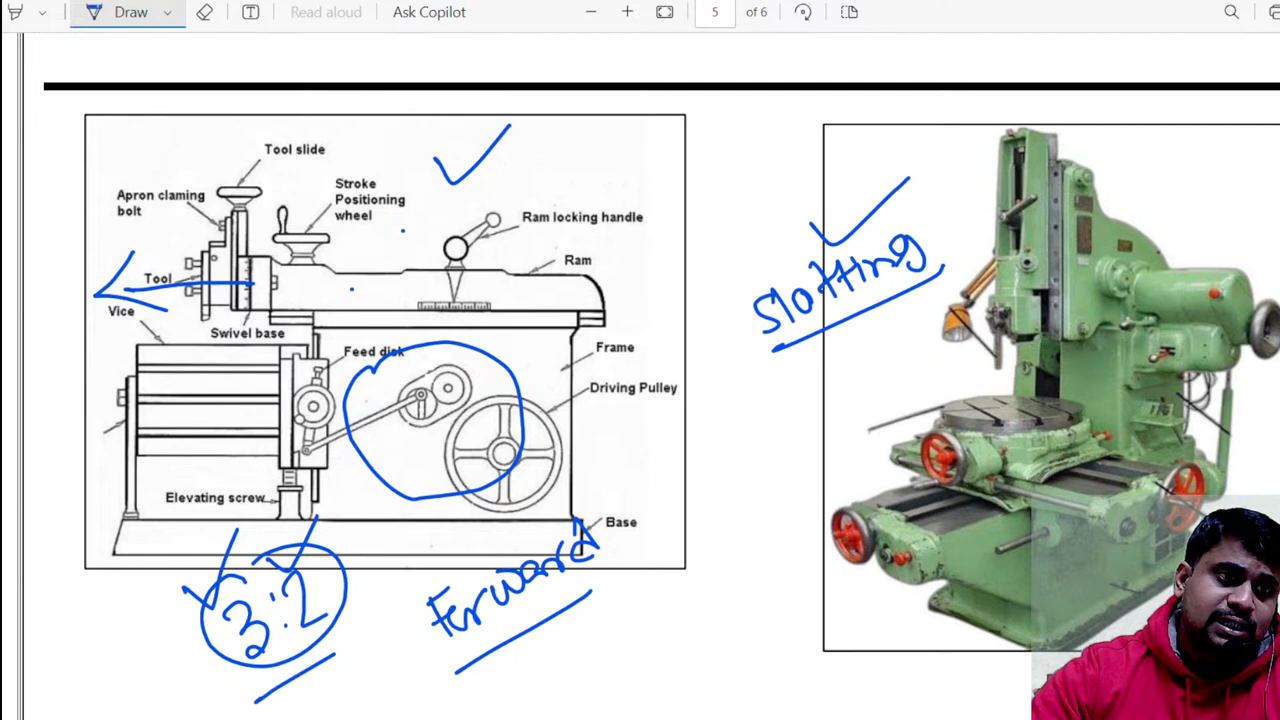 Draw
Read aloud
Ask Copilot
5
of 6
Tool slide
Apron claming
bolt
Stroke
Positioning
wheel
Ram locking handle
Ram
Tool
Swivel base
Vice
Feed disk
Frame
Driving Pulley
Elevating screw
Base
3:2
Forward
Slotting